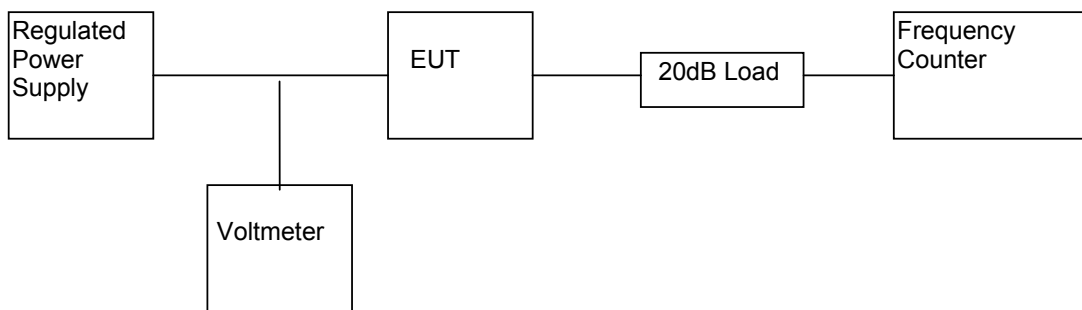 Regulated
Power
Supply
EUT
20dB Load
Frequency
Counter
Voltmeter